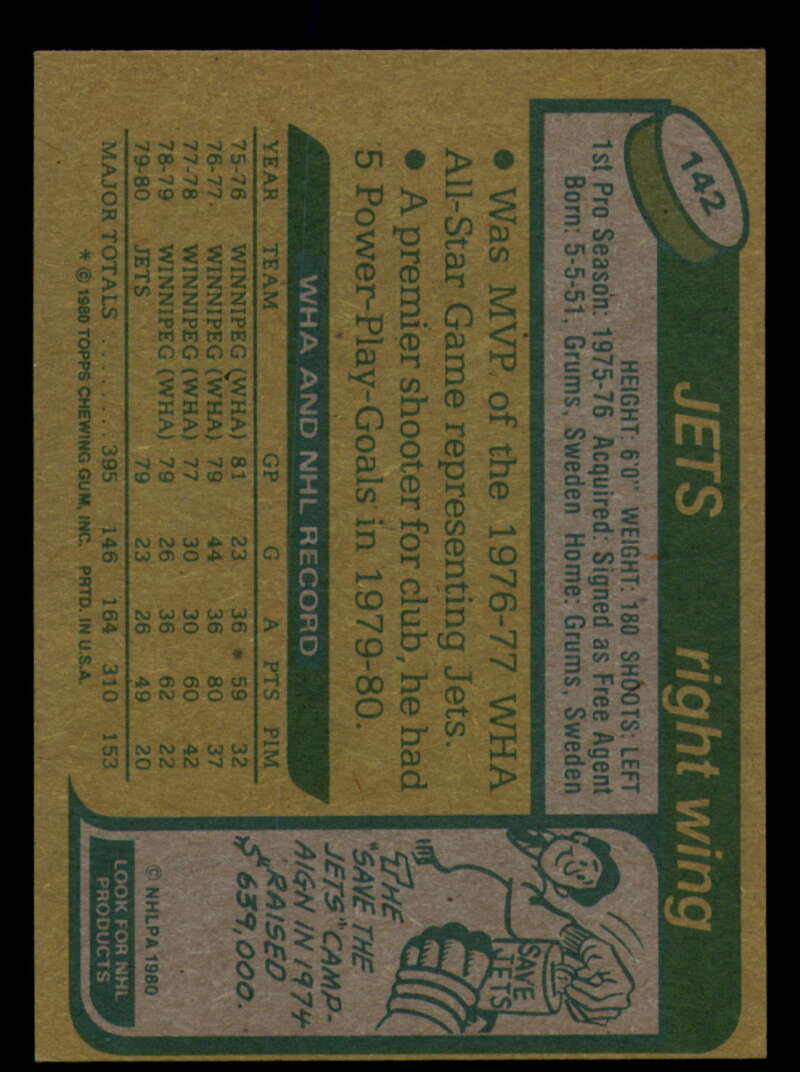 142
JETS right wing
HEIGHT: 6'0" WEIGHT: 180 SHOOTS: LEFT
1st Pro Season: 1975-76 Acquired: Signed as Free Agent
Born: 5-5-51, Grums, Sweden Home: Grums, Sweden
• Was MVP of the 1976-77 WHA
All-Star Game representing Jets.
• A premier shooter for club, he had
5 Power-Play-Goals in 1979-80.
WHA AND NHL RECORD
YEAR TEAM GP G A PTS PIM
75-76 WINNIPEG (WHA) 81 23 36 59 32
76-77 WINNIPEG (WHA) 79 44 36 * 80 37
77-78 WINNIPEG (WHA) 77 30 30 60 42
78-79 WINNIPEG (WHA) 79 26 36 62 22
79-80 JETS 79 23 26 49 20
MAJOR TOTALS ......... 395 146 164 310 153
* © 1980 TOPPS CHEWING GUM, INC. PRTD. IN U.S.A.
SAVE
JETS
THE
"SAVE THE
JETS" CAMP-
AIGN IN 1974
RAISED
$639,000.
© NHLPA 1980
LOOK FOR NHL
PRODUCTS